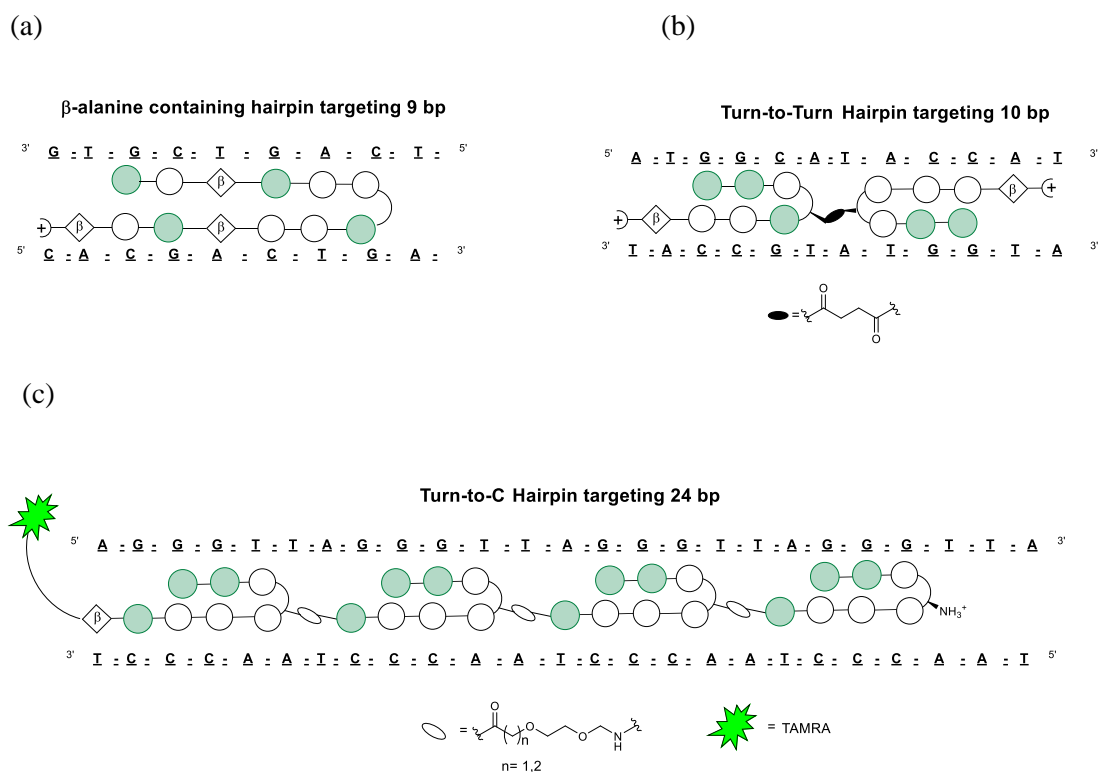 (a)
(b)
β-alanine containing hairpin targeting 9 bp
Turn-to-Turn Hairpin targeting 10 bp
3' G - T - G - C - T - G - A - C - T - 5'
β
+ β β
5' C - A - C - G - A - C - T - G - A - 3'
5' A - T - G - G - C - A - T - A - C - C - A - T 3'
β +
+ β
3' T - A - C - C - G - T - A - T - G - G - T - A 3'
= O
O
(c)
Turn-to-C Hairpin targeting 24 bp
5' A - G - G - G - T - T - A - G - G - G - T - T - A - G - G - G - T - T - A - G - G - G - T - T - A 3'
β NH3+
3' T - C - C - C - A - A - T - C - C - C - A - A - T - C - C - C - A - A - T - C - C - C - A - A - T 5'
= O ( )n O O N H
n= 1,2
= TAMRA